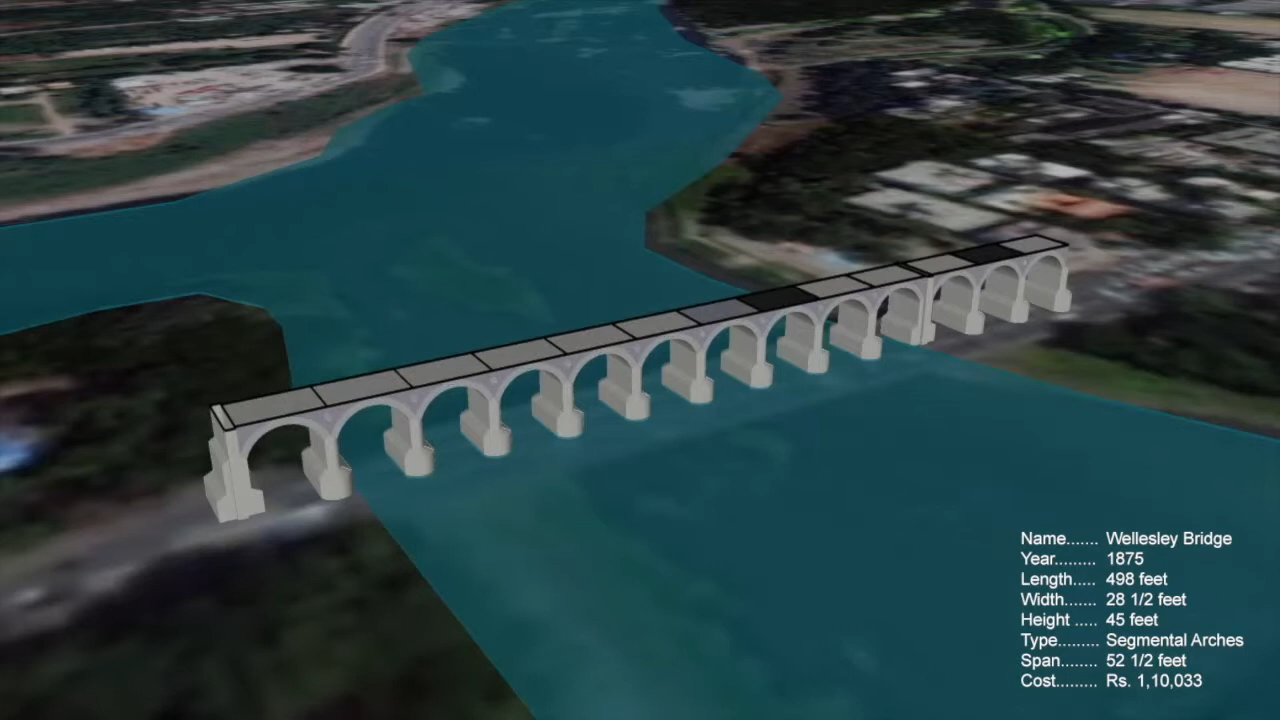 Name....... Wellesley Bridge
Year......... 1875
Length..... 498 feet
Width....... 28 1/2 feet
Height ..... 45 feet
Type......... Segmental Arches
Span........ 52 1/2 feet
Cost......... Rs. 1,10,033